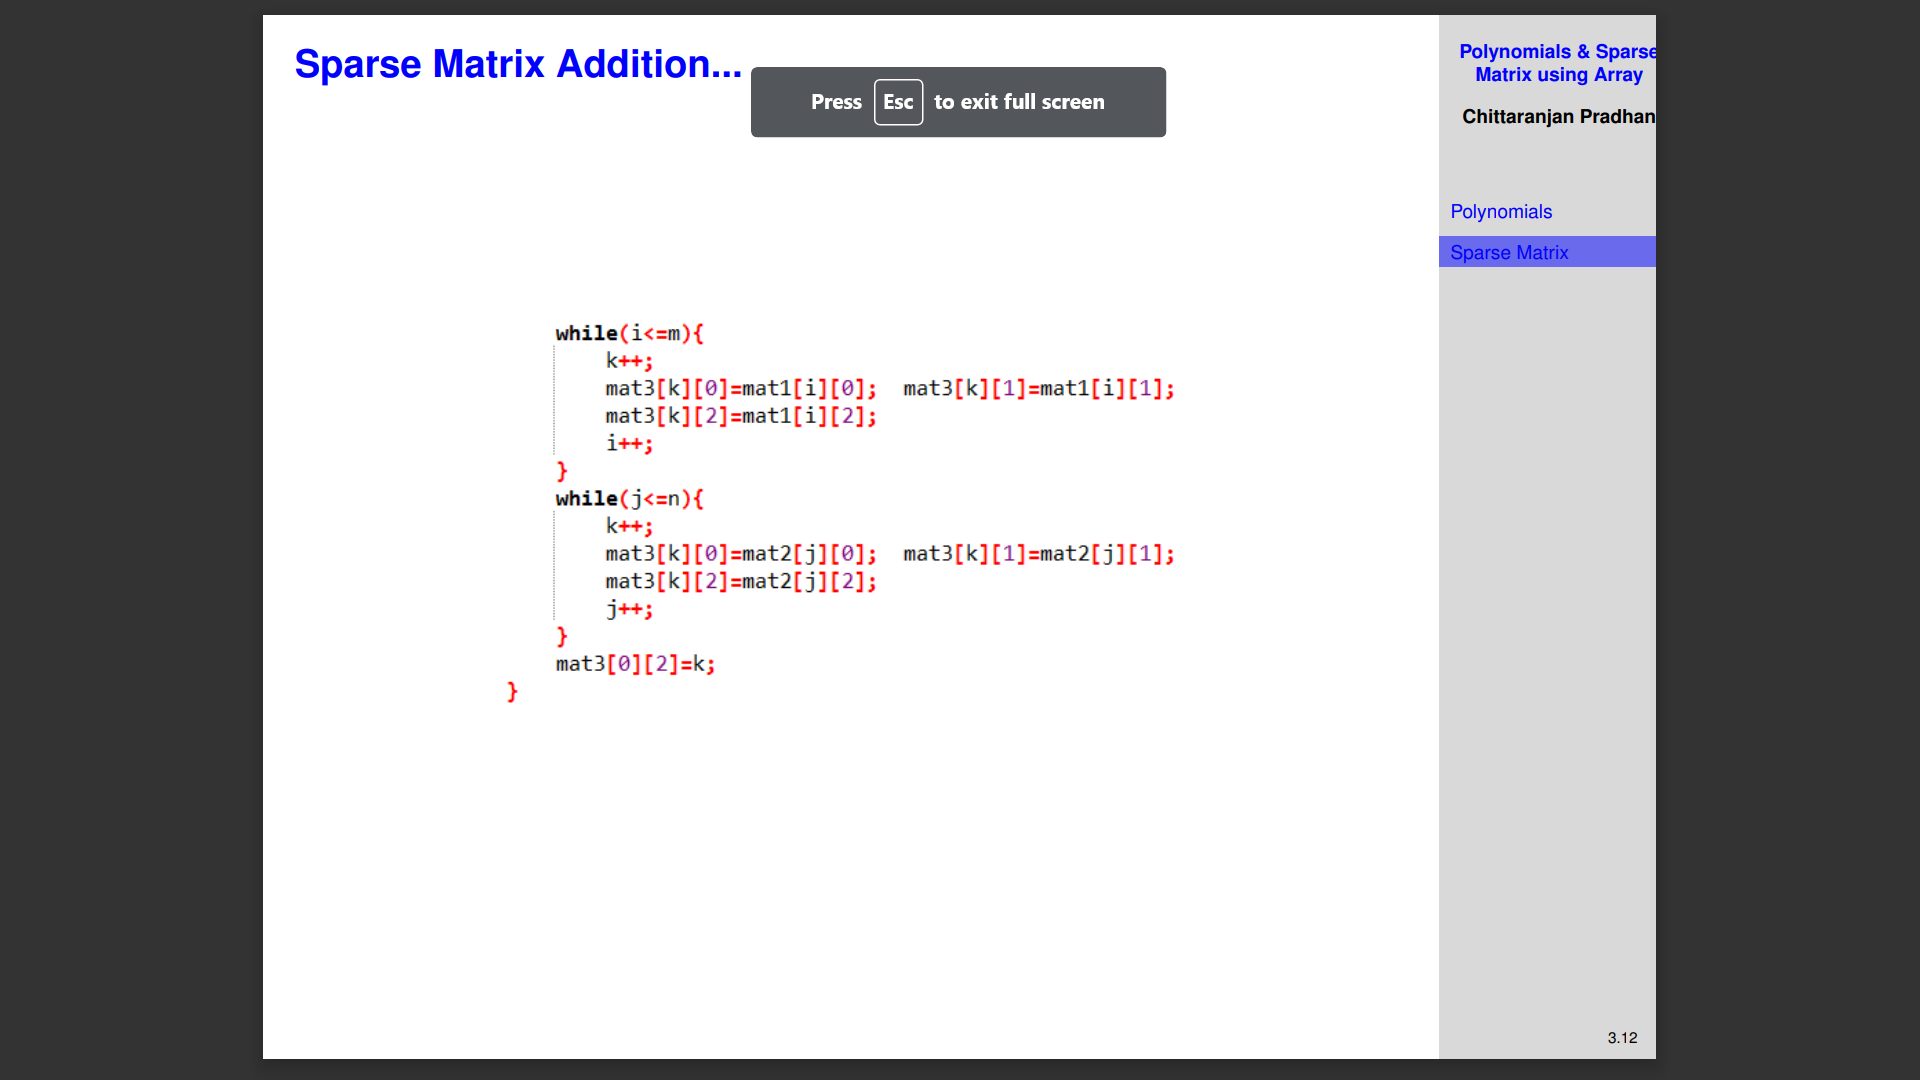 Sparse Matrix Addition...
Press Esc to exit full screen
while(i<=m){
k++;
mat3[k][0]=mat1[i][0]; mat3[k][1]=mat1[i][1];
mat3[k][2]=mat1[i][2];
i++;
}
while(j<=n){
k++;
mat3[k][0]=mat2[j][0]; mat3[k][1]=mat2[j][1];
mat3[k][2]=mat2[j][2];
j++;
}
mat3[0][2]=k;
}
Polynomials & Sparse
Matrix using Array
Chittaranjan Pradhan
Polynomials
Sparse Matrix
3.12